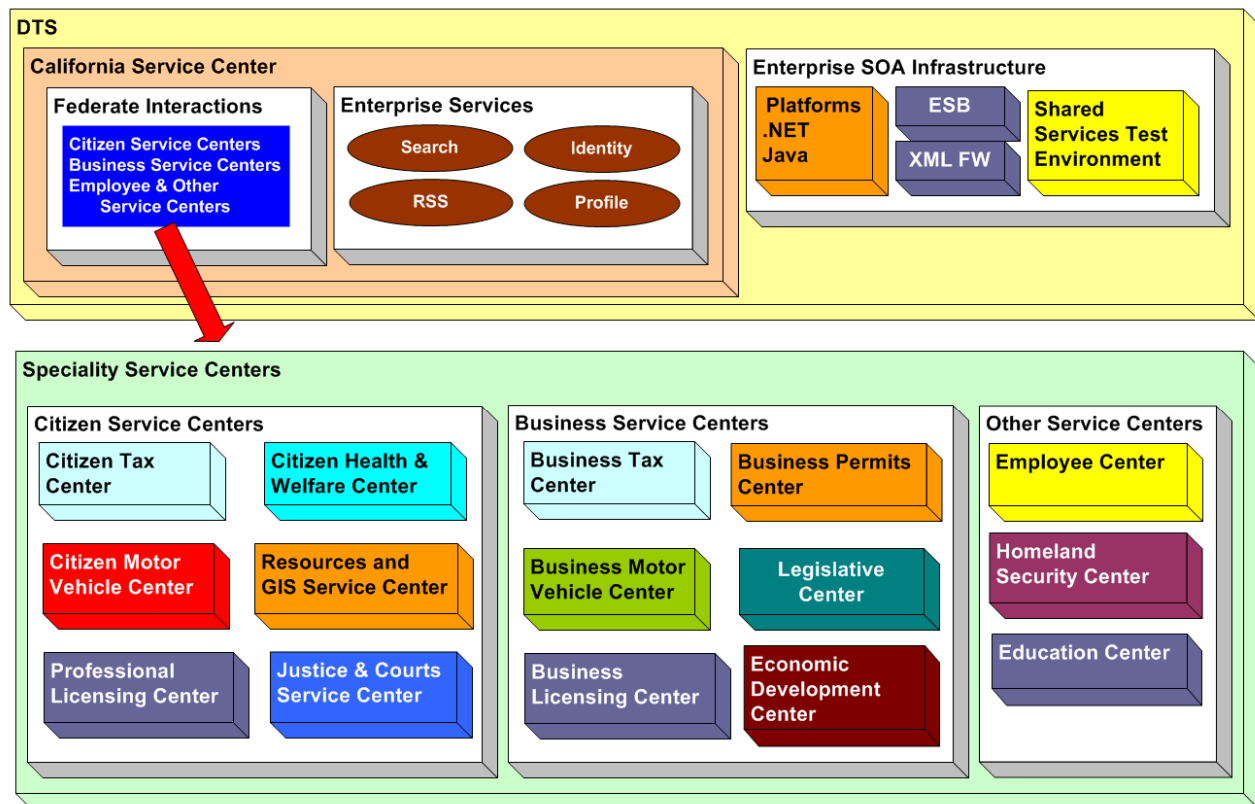 DTS
California Service Center
Federate Interactions
Citizen Service Centers
Business Service Centers
Employee & Other
Service Centers
Enterprise Services
Search
Identity
RSS
Profile
Enterprise SOA Infrastructure
Platforms
.NET
Java
ESB
XML FW
Shared
Services Test
Environment
Speciality Service Centers
Citizen Service Centers
Citizen Tax
Center
Citizen Health &
Welfare Center
Citizen Motor
Vehicle Center
Resources and
GIS Service Center
Professional
Licensing Center
Justice & Courts
Service Center
Business Service Centers
Business Tax
Center
Business Permits
Center
Business Motor
Vehicle Center
Legislative
Center
Business
Licensing Center
Economic
Development
Center
Other Service Centers
Employee Center
Homeland
Security Center
Education Center